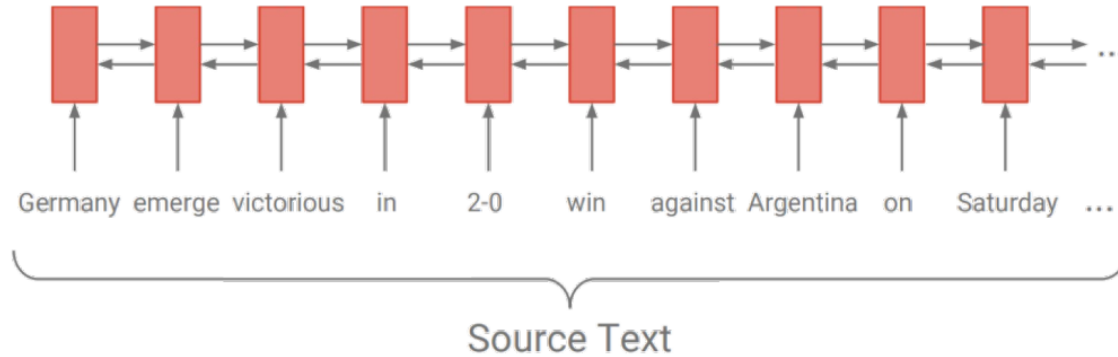 ..
Germany emerge victorious in 2-0 win against Argentina on Saturday ...
Source Text